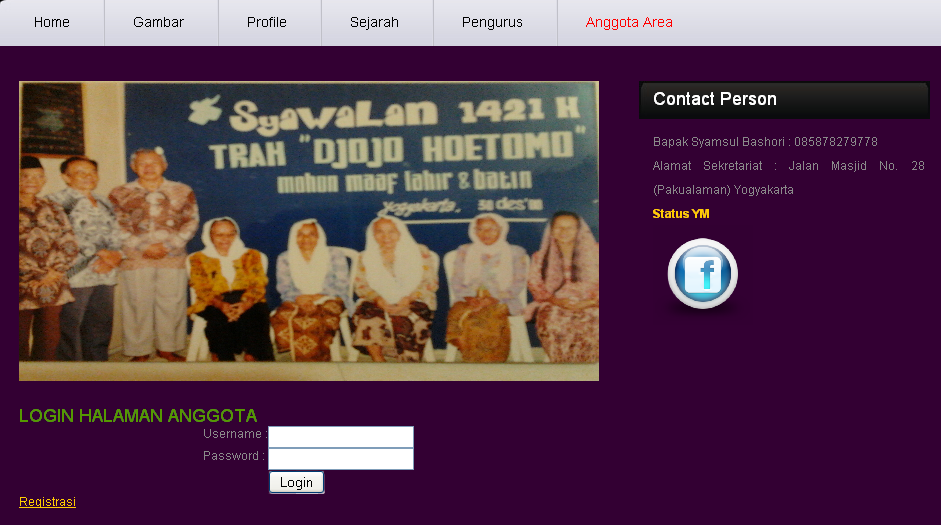 Home Gambar Profile Sejarah Pengurus Anggota Area
Syawalan 1421 H
TRAH "DJOJO HOETOMO"
mohon maaf lahir & batin
Yogyakarta, 30 des'00
Contact Person
Bapak Syamsul Bashori : 085878279778
Alamat Sekretariat : Jalan Masjid No. 28
(Pakualaman) Yogyakarta
Status YM
f
LOGIN HALAMAN ANGGOTA
Username :
Password :
Login
Registrasi